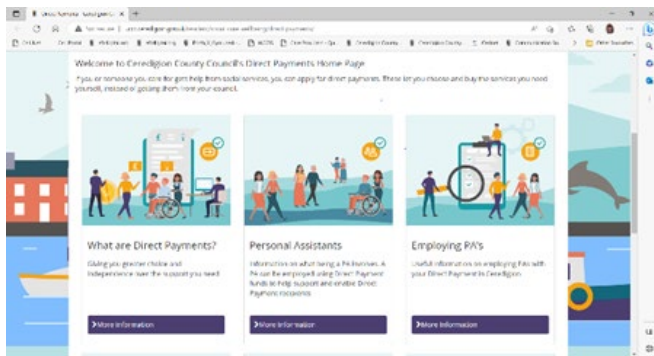 Welcome to Ceredigion County Council's Direct Payments Home Page
If you or someone you care for gets help from social services, you can apply for direct payments. These let you choose and buy the services you need
yourself, instead of getting them from your council.
What are Direct Payments?
Giving you greater choice and
independence over the support you need
More Information
Personal Assistants
Information on what being a PA involves. A
PA can be employed using Direct Payment
funds to help support and enable Direct
Payment recipients
More Information
Employing PA's
Useful information on employing PAs with
your Direct Payment in Ceredigion
More Information